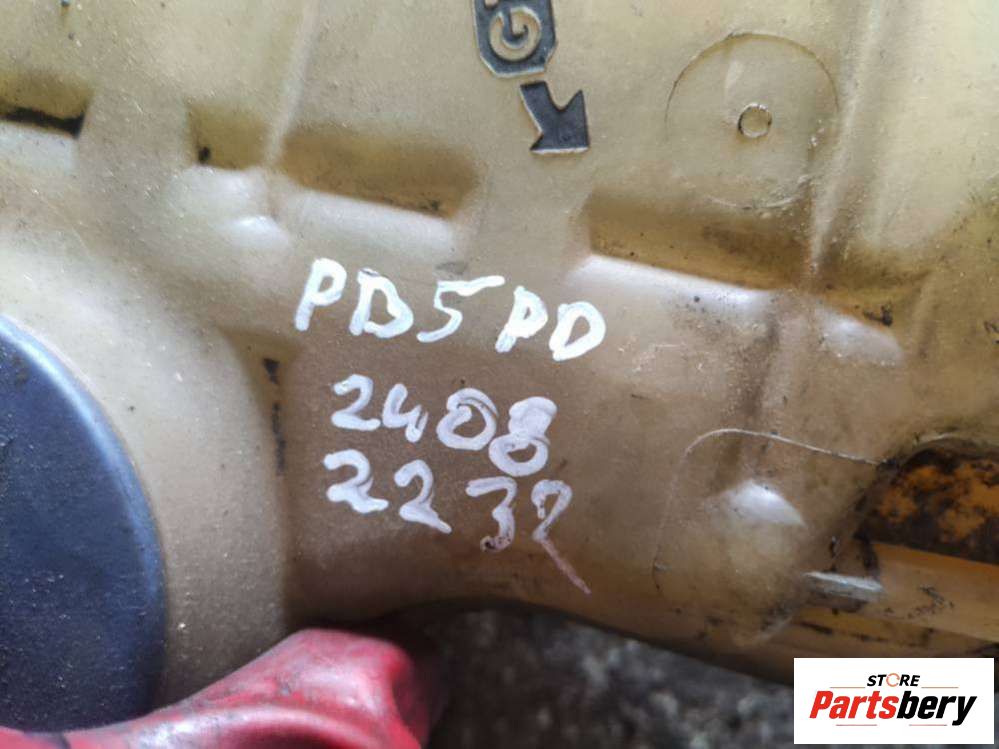 G
PD5PD
2408
2232
STORE
Partsbery